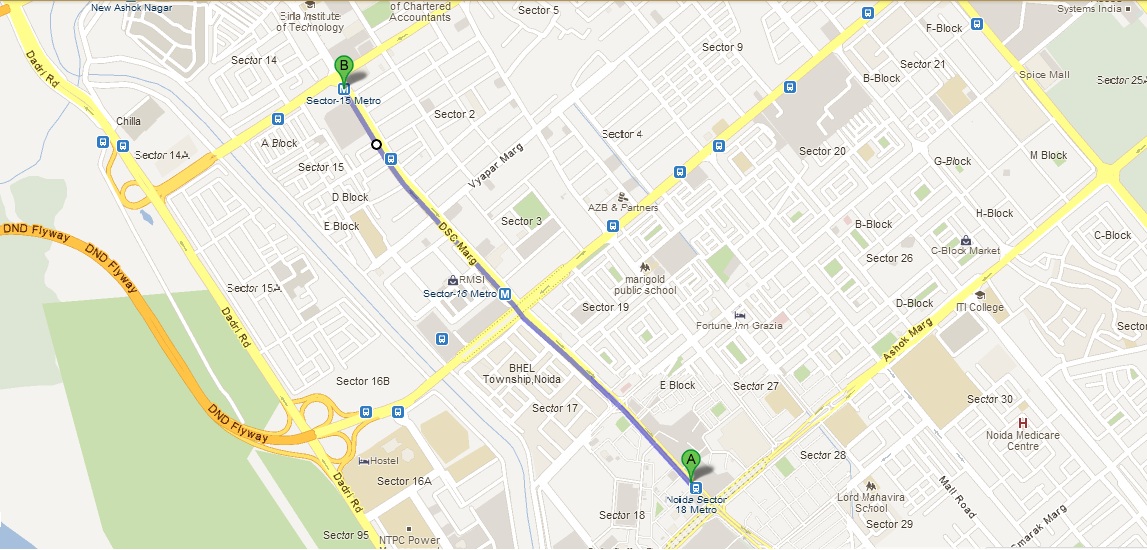 New Ashok Nagar
Birla Institute
of Technology
of Chartered
Accountants
Sector 5
Systems India
F-Block
Sector 9
Sector 14
Dadri Rd
B
Sector 21
Spice Mall
Sector 25A
B-Block
Sector-15 Metro
Sector 2
Chilla
Sector 4
A Block
Sector 14A
Sector 15
Vyapar Marg
Sector 20
G-Block
M Block
D Block
AZB & Partners
E Block
Sector 3
H-Block
DND Flyway
DND Flyway
DSC Marg
B-Block
C-Block
C-Block Market
Sector 26
RMSI
marigold
public school
Sector 15A
Sector-16 Metro
Sector 19
D-Block
ITI College
Dadri Rd
Fortune Inn Grazia
Ashok Marg
Sector
BHEL
Township,Noida
Sector 16B
E Block
Sector 27
Sector 17
Sector 30
DND Flyway
H
Noida Medicare
Centre
A
Hostel
Sector 28
Sector 16A
Dadri Rd
Noida Sector
18 Metro
Lord Mahavira
School
Mall Road
Sector 18
Sector 29
Smarak Marg
Sector 95
NTPC Power